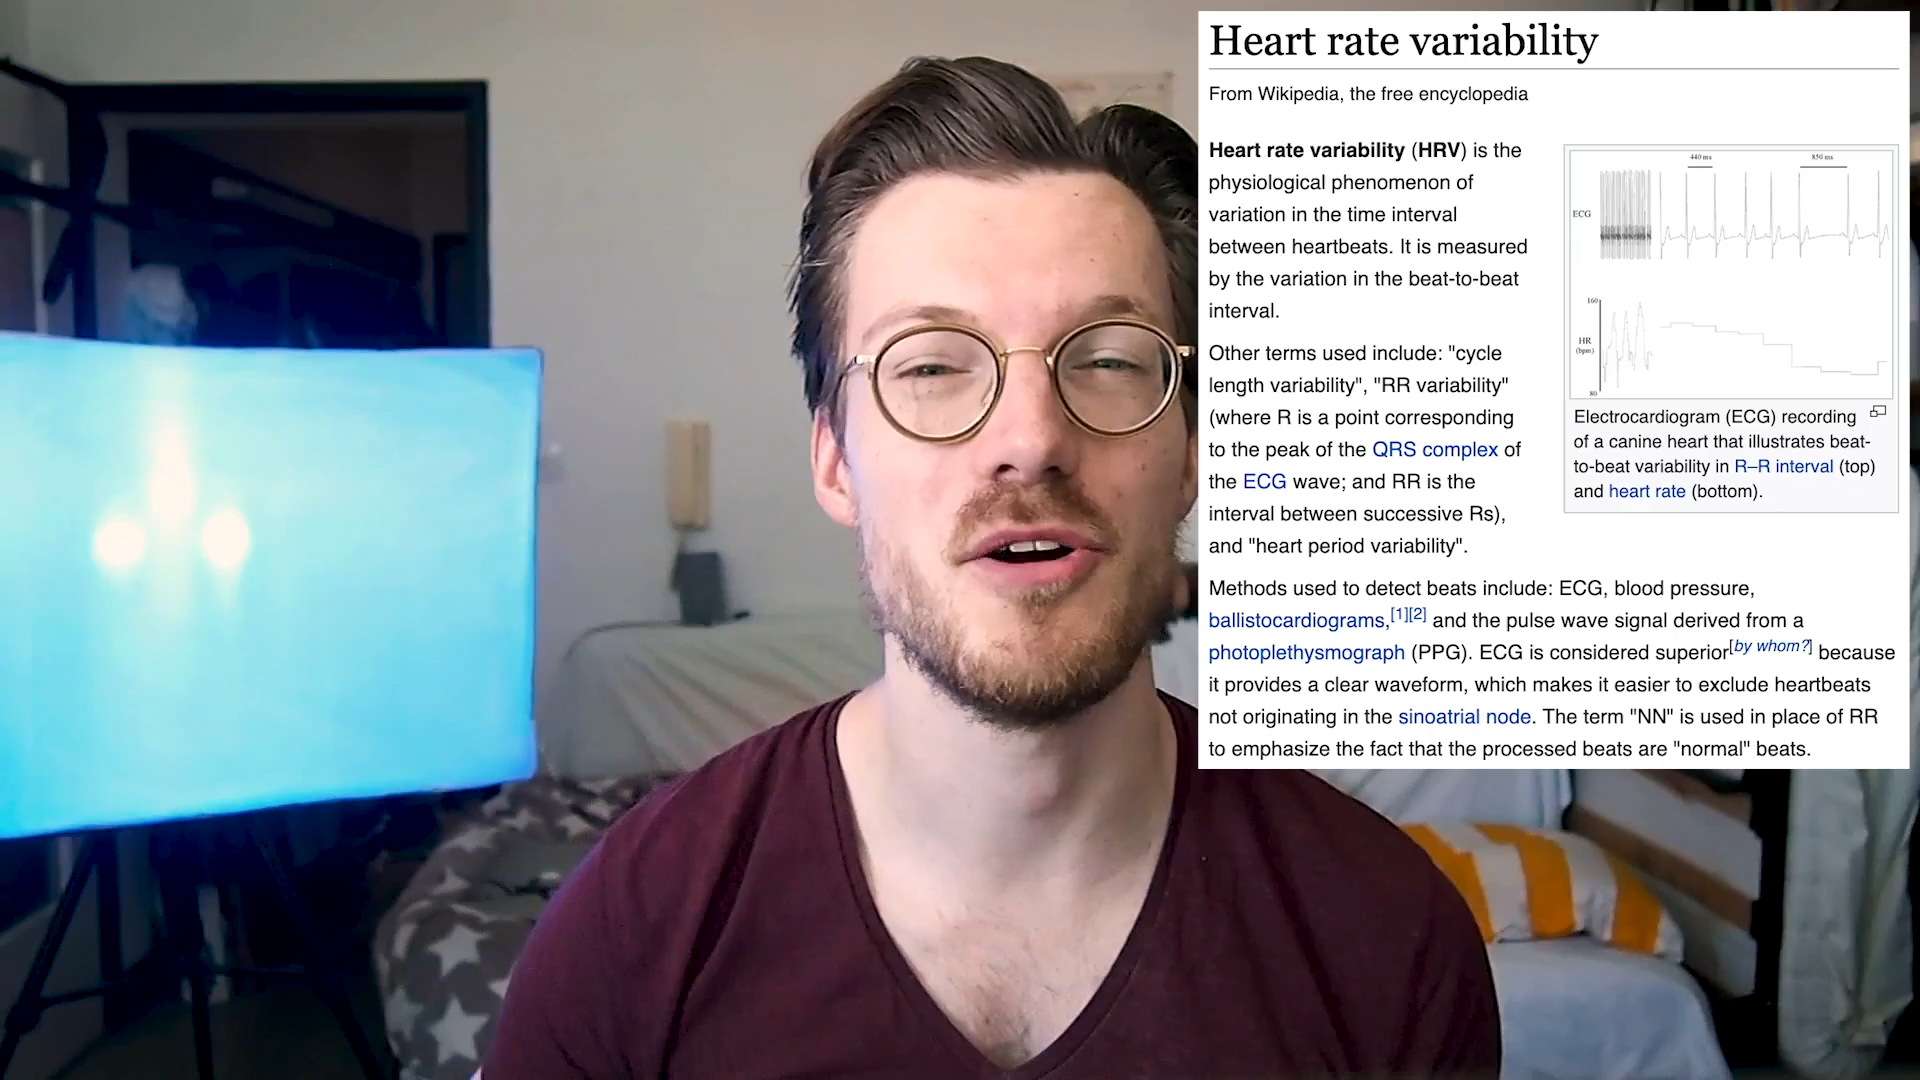 Heart rate variability
From Wikipedia, the free encyclopedia
Heart rate variability (HRV) is the
physiological phenomenon of
variation in the time interval
between heartbeats. It is measured
by the variation in the beat-to-beat
interval.
Other terms used include: "cycle
length variability", "RR variability"
(where R is a point corresponding
to the peak of the QRS complex of
the ECG wave; and RR is the
interval between successive Rs),
and "heart period variability".
440 ms
850 ms
ECG
160
HR
(bpm)
80
Electrocardiogram (ECG) recording
of a canine heart that illustrates beat-
to-beat variability in R–R interval (top)
and heart rate (bottom).
Methods used to detect beats include: ECG, blood pressure,
ballistocardiograms,[1][2] and the pulse wave signal derived from a
photoplethysmograph (PPG). ECG is considered superior[by whom?] because
it provides a clear waveform, which makes it easier to exclude heartbeats
not originating in the sinoatrial node. The term "NN" is used in place of RR
to emphasize the fact that the processed beats are "normal" beats.